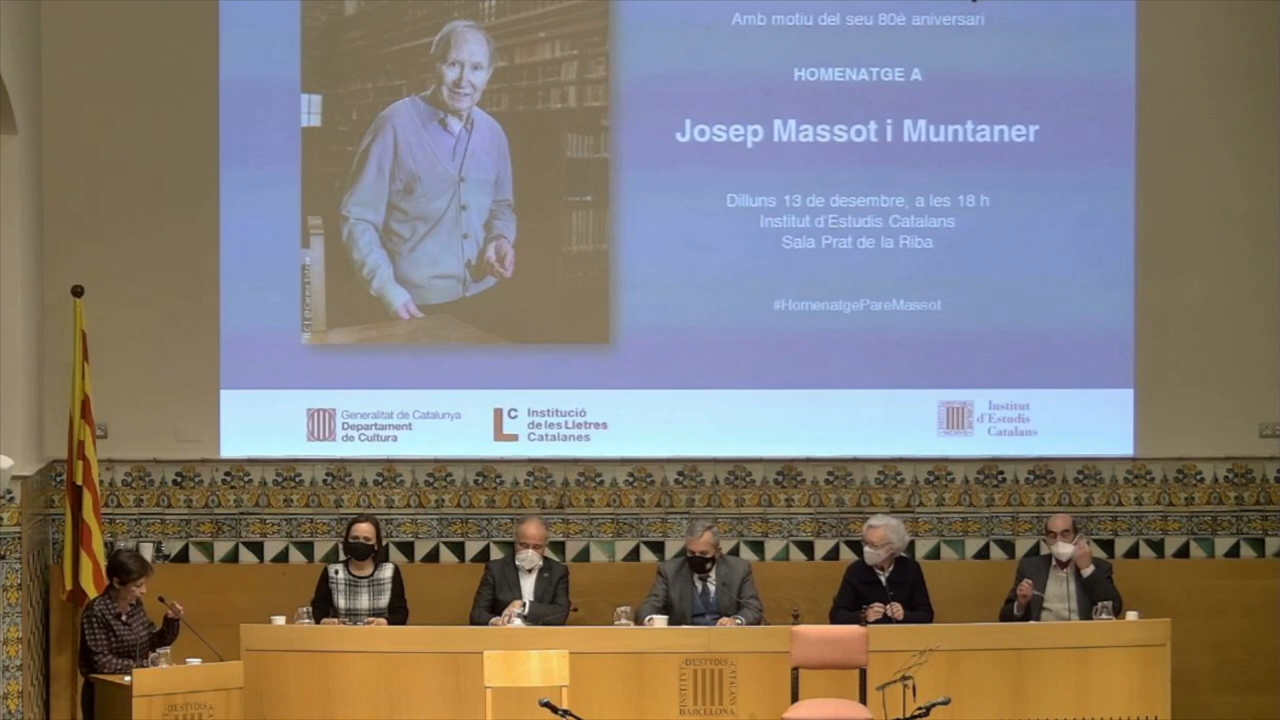 Amb motiu del seu 80è aniversari
HOMENATGE A
Josep Massot i Muntaner
Dilluns 13 de desembre, a les 18 h
Institut d'Estudis Catalans
Sala Prat de la Riba
#HomenatgePareMassot
Generalitat de Catalunya
Departament
de Cultura
LC
Institució
de les Lletres
Catalanes
Institut
d'Estudis
Catalans
INSTITUT
D'ESTUDIS
CATALANS
BARCELONA